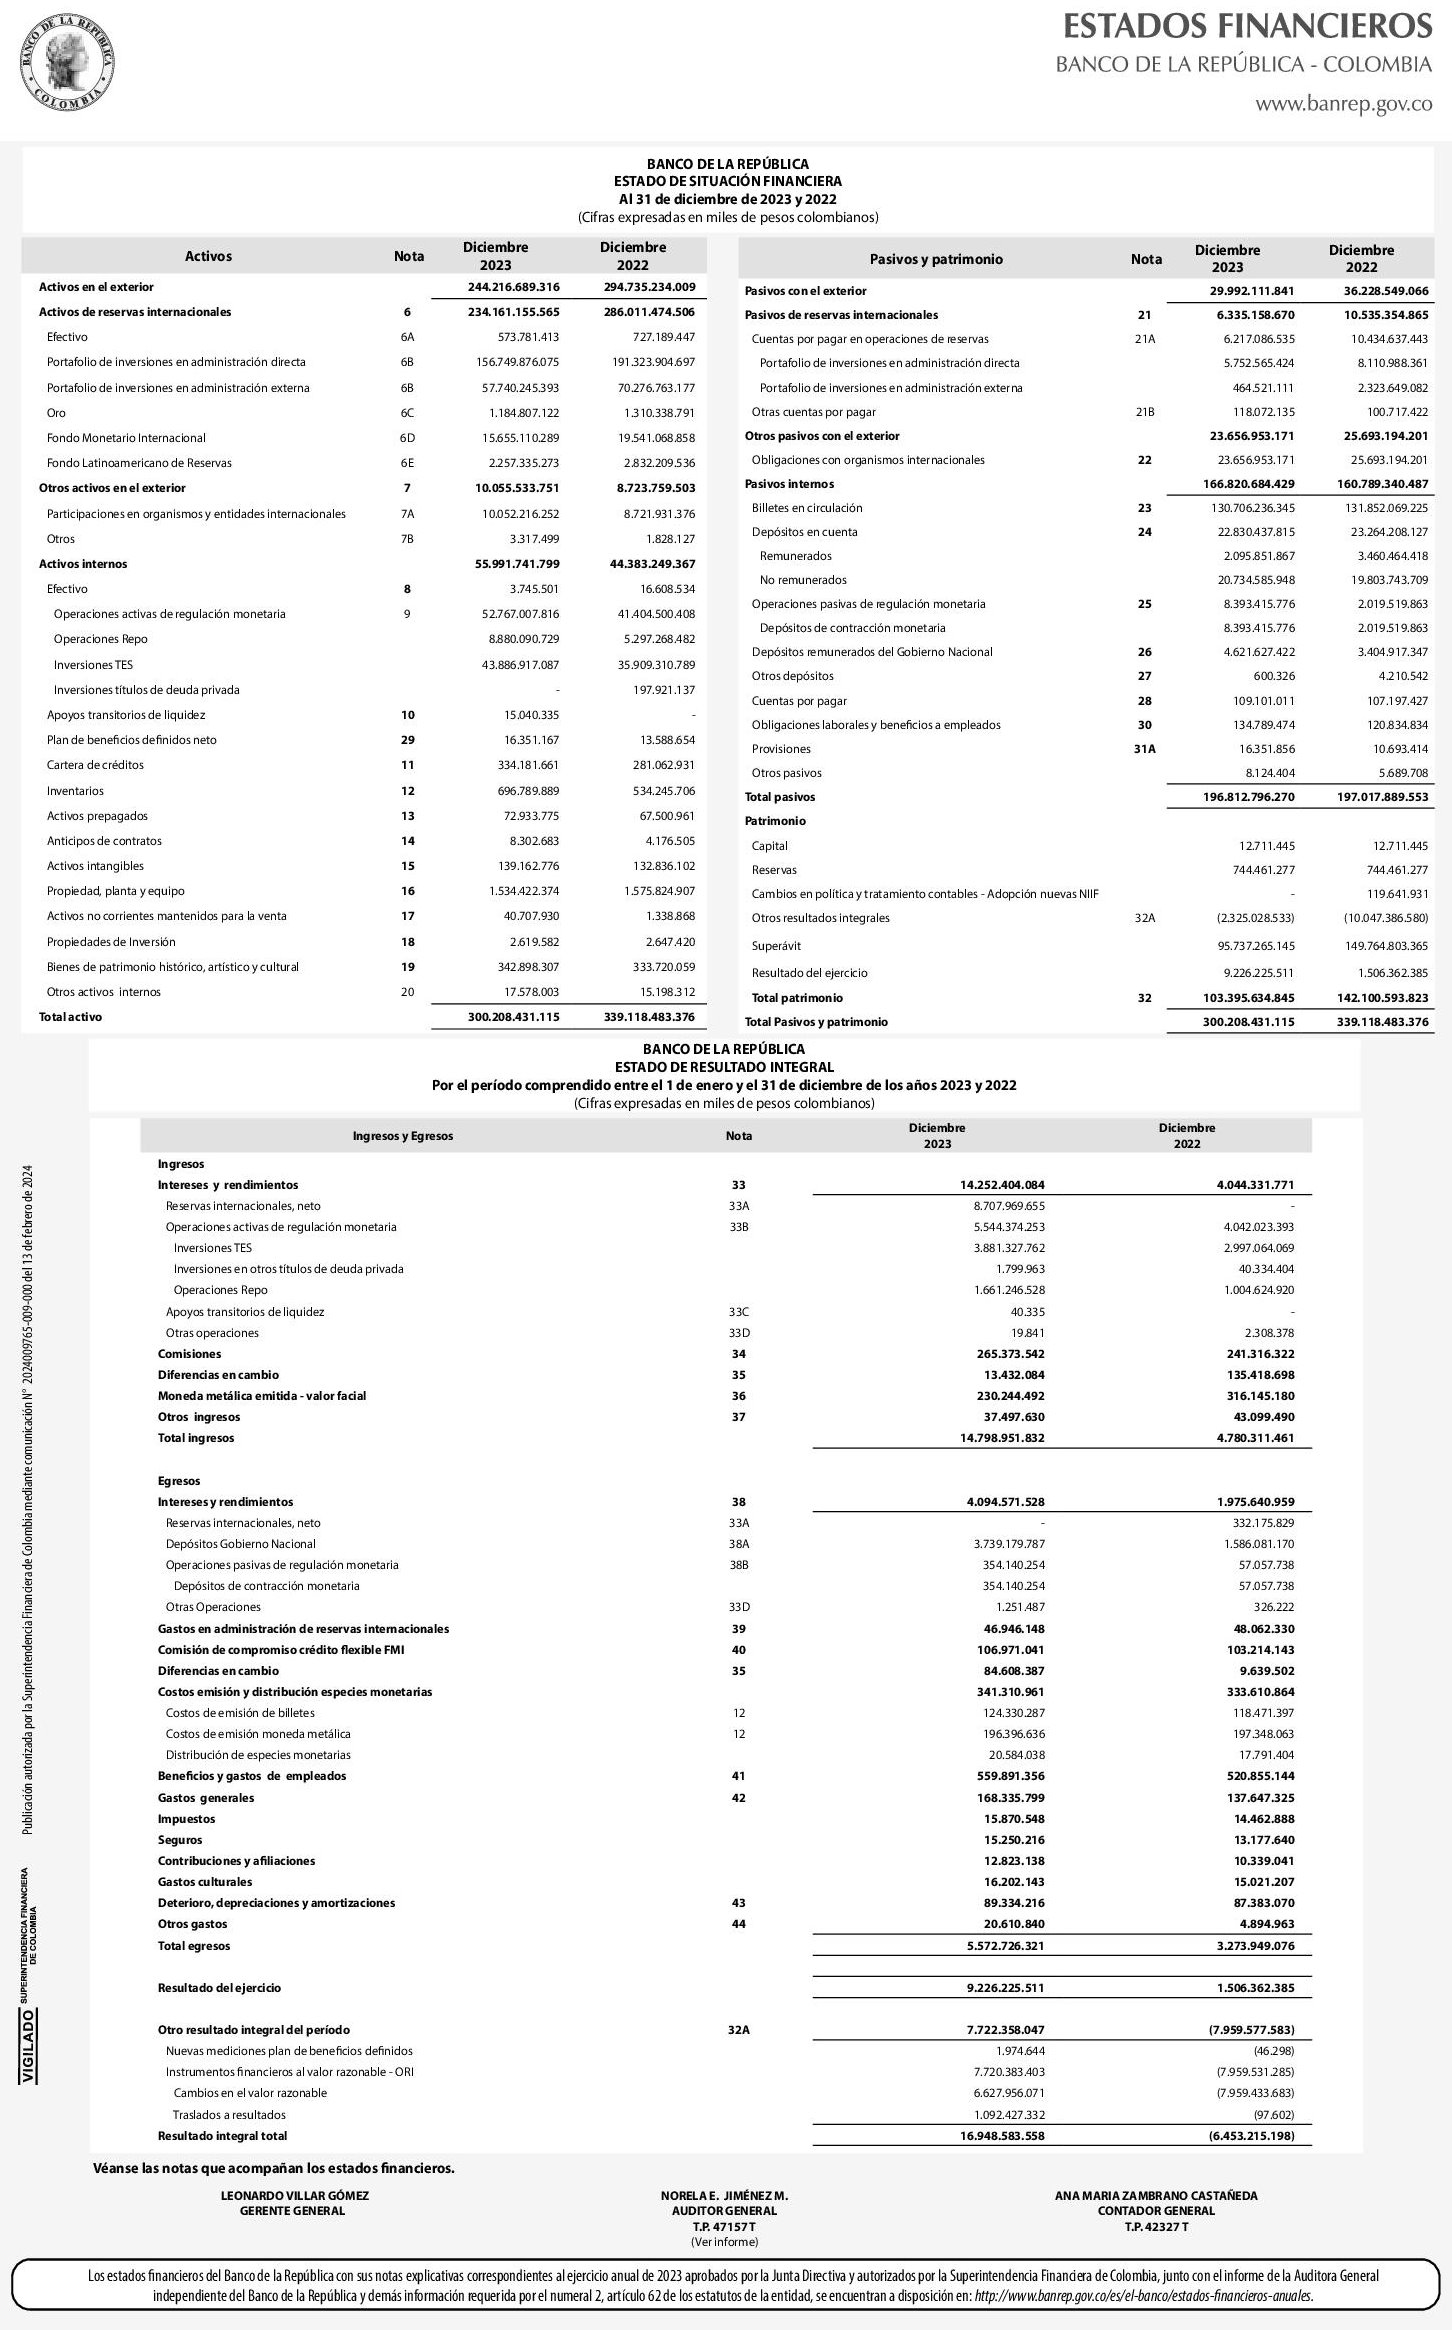 BANCO DE LA REPÚBLICA
COLOMBIA
ESTADOS FINANCIEROS
BANCO DE LA REPÚBLICA - COLOMBIA
www.banrep.gov.co
BANCO DE LA REPÚBLICA
ESTADO DE SITUACIÓN FINANCIERA
Al 31 de diciembre de 2023 y 2022
(Cifras expresadas en miles de pesos colombianos)
Activos Nota Diciembre 2023 Diciembre 2022
Activos en el exterior 244.216.689.316 294.735.234.009
Activos de reservas internacionales 6 234.161.155.565 286.011.474.506
Efectivo 6A 573.781.413 727.189.447
Portafolio de inversiones en administración directa 6B 156.749.876.075 191.323.904.697
Portafolio de inversiones en administración externa 6B 57.740.245.393 70.276.763.177
Oro 6C 1.184.807.122 1.310.338.791
Fondo Monetario Internacional 6D 15.655.110.289 19.541.068.858
Fondo Latinoamericano de Reservas 6E 2.257.335.273 2.832.209.536
Otros activos en el exterior 7 10.055.533.751 8.723.759.503
Participaciones en organismos y entidades internacionales 7A 10.052.216.252 8.721.931.376
Otros 7B 3.317.499 1.828.127
Activos internos 55.991.741.799 44.383.249.367
Efectivo 8 3.745.501 16.608.534
Operaciones activas de regulación monetaria 9 52.767.007.816 41.404.500.408
Operaciones Repo 8.880.090.729 5.297.268.482
Inversiones TES 43.886.917.087 35.909.310.789
Inversiones títulos de deuda privada - 197.921.137
Apoyos transitorios de liquidez 10 15.040.335 -
Plan de beneficios definidos neto 29 16.351.167 13.588.654
Cartera de créditos 11 334.181.661 281.062.931
Inventarios 12 696.789.889 534.245.706
Activos prepagados 13 72.933.775 67.500.961
Anticipos de contratos 14 8.302.683 4.176.505
Activos intangibles 15 139.162.776 132.836.102
Propiedad, planta y equipo 16 1.534.422.374 1.575.824.907
Activos no corrientes mantenidos para la venta 17 40.707.930 1.338.868
Propiedades de Inversión 18 2.619.582 2.647.420
Bienes de patrimonio histórico, artístico y cultural 19 342.898.307 333.720.059
Otros activos internos 20 17.578.003 15.198.312
Total activo 300.208.431.115 339.118.483.376
Pasivos y patrimonio Nota Diciembre 2023 Diciembre 2022
Pasivos con el exterior 29.992.111.841 36.228.549.066
Pasivos de reservas internacionales 21 6.335.158.670 10.535.354.865
Cuentas por pagar en operaciones de reservas 21A 6.217.086.535 10.434.637.443
Portafolio de inversiones en administración directa 5.752.565.424 8.110.988.361
Portafolio de inversiones en administración externa 464.521.111 2.323.649.082
Otras cuentas por pagar 21B 118.072.135 100.717.422
Otros pasivos con el exterior 23.656.953.171 25.693.194.201
Obligaciones con organismos internacionales 22 23.656.953.171 25.693.194.201
Pasivos internos 166.820.684.429 160.789.340.487
Billetes en circulación 23 130.706.236.345 131.852.069.225
Depósitos en cuenta 24 22.830.437.815 23.264.208.127
Remunerados 2.095.851.867 3.460.464.418
No remunerados 20.734.585.948 19.803.743.709
Operaciones pasivas de regulación monetaria 25 8.393.415.776 2.019.519.863
Depósitos de contracción monetaria 8.393.415.776 2.019.519.863
Depósitos remunerados del Gobierno Nacional 26 4.621.627.422 3.404.917.347
Otros depósitos 27 600.326 4.210.542
Cuentas por pagar 28 109.101.011 107.197.427
Obligaciones laborales y beneficios a empleados 30 134.789.474 120.834.834
Provisiones 31A 16.351.856 10.693.414
Otros pasivos 8.124.404 5.689.708
Total pasivos 196.812.796.270 197.017.889.553
Patrimonio
Capital 12.711.445 12.711.445
Reservas 744.461.277 744.461.277
Cambios en política y tratamiento contables - Adopción nuevas NIIF - 119.641.931
Otros resultados integrales 32A (2.325.028.533) (10.047.386.580)
Superávit 95.737.265.145 149.764.803.365
Resultado del ejercicio 9.226.225.511 1.506.362.385
Total patrimonio 32 103.395.634.845 142.100.593.823
Total Pasivos y patrimonio 300.208.431.115 339.118.483.376
BANCO DE LA REPÚBLICA
ESTADO DE RESULTADO INTEGRAL
Por el período comprendido entre el 1 de enero y el 31 de diciembre de los años 2023 y 2022
(Cifras expresadas en miles de pesos colombianos)
Ingresos y Egresos Nota Diciembre 2023 Diciembre 2022
Ingresos
Intereses y rendimientos 33 14.252.404.084 4.044.331.771
Reservas internacionales, neto 33A 8.707.969.655 -
Operaciones activas de regulación monetaria 33B 5.544.374.253 4.042.023.393
Inversiones TES 3.881.327.762 2.997.064.069
Inversiones en otros títulos de deuda privada 1.799.963 40.334.404
Operaciones Repo 1.661.246.528 1.004.624.920
Apoyos transitorios de liquidez 33C 40.335 -
Otras operaciones 33D 19.841 2.308.378
Comisiones 34 265.373.542 241.316.322
Diferencias en cambio 35 13.432.084 135.418.698
Moneda metálica emitida - valor facial 36 230.244.492 316.145.180
Otros ingresos 37 37.497.630 43.099.490
Total ingresos 14.798.951.832 4.780.311.461
Egresos
Intereses y rendimientos 38 4.094.571.528 1.975.640.959
Reservas internacionales, neto 33A - 332.175.829
Depósitos Gobierno Nacional 38A 3.739.179.787 1.586.081.170
Operaciones pasivas de regulación monetaria 38B 354.140.254 57.057.738
Depósitos de contracción monetaria 354.140.254 57.057.738
Otras Operaciones 33D 1.251.487 326.222
Gastos en administración de reservas internacionales 39 46.946.148 48.062.330
Comisión de compromiso crédito flexible FMI 40 106.971.041 103.214.143
Diferencias en cambio 35 84.608.387 9.639.502
Costos emisión y distribución especies monetarias 341.310.961 333.610.864
Costos de emisión de billetes 12 124.330.287 118.471.397
Costos de emisión moneda metálica 12 196.396.636 197.348.063
Distribución de especies monetarias 20.584.038 17.791.404
Beneficios y gastos de empleados 41 559.891.356 520.855.144
Gastos generales 42 168.335.799 137.647.325
Impuestos 15.870.548 14.462.888
Seguros 15.250.216 13.177.640
Contribuciones y afiliaciones 12.823.138 10.339.041
Gastos culturales 16.202.143 15.021.207
Deterioro, depreciaciones y amortizaciones 43 89.334.216 87.383.070
Otros gastos 44 20.610.840 4.894.963
Total egresos 5.572.726.321 3.273.949.076
Resultado del ejercicio 9.226.225.511 1.506.362.385
Otro resultado integral del período 32A 7.722.358.047 (7.959.577.583)
Nuevas mediciones plan de beneficios definidos 1.974.644 (46.298)
Instrumentos financieros al valor razonable - ORI 7.720.383.403 (7.959.531.285)
Cambios en el valor razonable 6.627.956.071 (7.959.433.683)
Traslados a resultados 1.092.427.332 (97.602)
Resultado integral total 16.948.583.558 (6.453.215.198)
Publicación autorizada por la Superintendencia Financiera de Colombia mediante comunicación N° 2024009765-009-000 del 13 de febrero de 2024
VIGILADO SUPERINTENDENCIA FINANCIERA
DE COLOMBIA
Véanse las notas que acompañan los estados financieros.
LEONARDO VILLAR GÓMEZ
GERENTE GENERAL
NORELA E. JIMÉNEZ M.
AUDITOR GENERAL
T.P. 47157 T
(Ver informe)
ANA MARIA ZAMBRANO CASTAÑEDA
CONTADOR GENERAL
T.P. 42327 T
Los estados financieros del Banco de la República con sus notas explicativas correspondientes al ejercicio anual de 2023 aprobados por la Junta Directiva y autorizados por la Superintendencia Financiera de Colombia, junto con el informe de la Auditora General
independiente del Banco de la República y demás información requerida por el numeral 2, artículo 62 de los estatutos de la entidad, se encuentran a disposición en: http://www.banrep.gov.co/es/el-banco/estados-financieros-anuales.